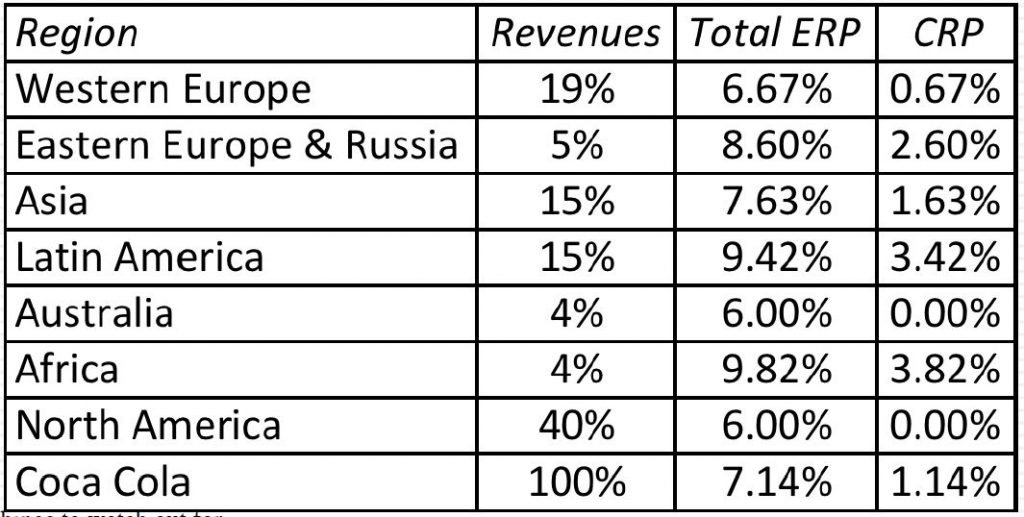 Region Revenues Total ERP CRP
Western Europe 19% 6.67% 0.67%
Eastern Europe & Russia 5% 8.60% 2.60%
Asia 15% 7.63% 1.63%
Latin America 15% 9.42% 3.42%
Australia 4% 6.00% 0.00%
Africa 4% 9.82% 3.82%
North America 40% 6.00% 0.00%
Coca Cola 100% 7.14% 1.14%